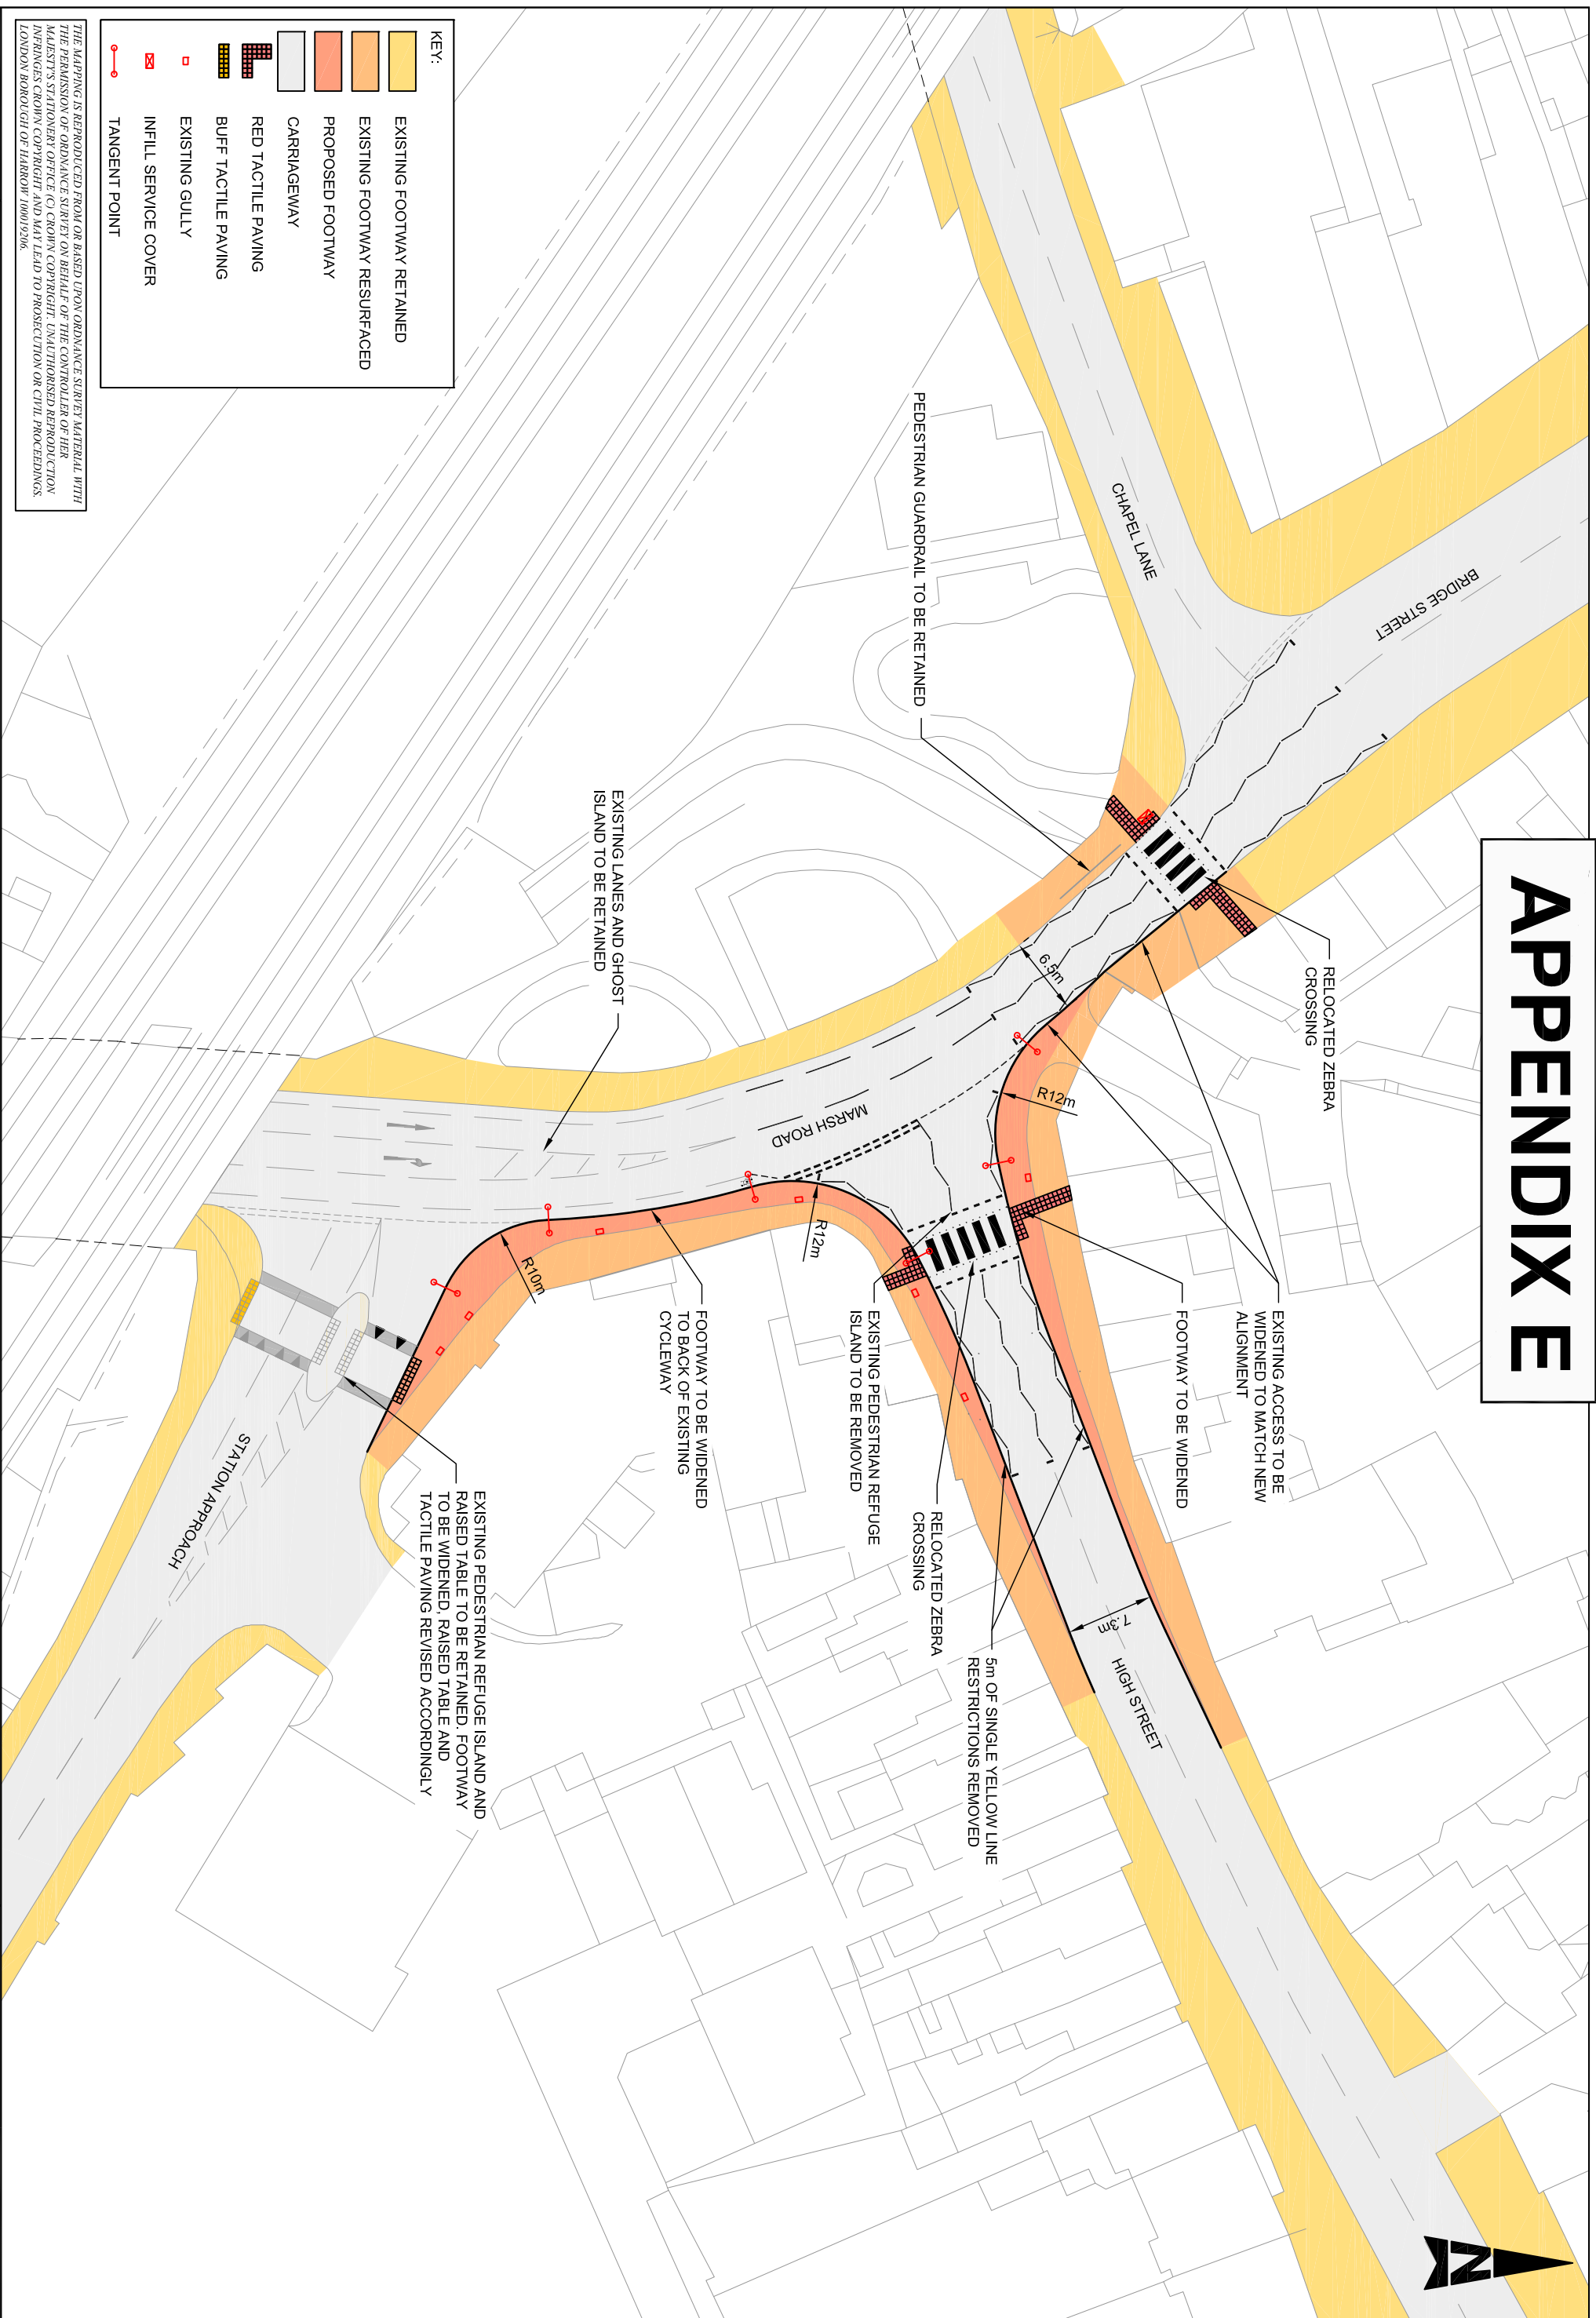 APPENDIX E
N
BRIDGE STREET
CHAPEL LANE
PEDESTRIAN GUARDRAIL TO BE RETAINED
RELOCATED ZEBRA
CROSSING
6.5m
R12m
EXISTING ACCESS TO BE
WIDENED TO MATCH NEW
ALIGNMENT
FOOTWAY TO BE WIDENED
EXISTING LANES AND GHOST
ISLAND TO BE RETAINED
MARSH ROAD
R12m
R10m
EXISTING PEDESTRIAN REFUGE
ISLAND TO BE REMOVED
RELOCATED ZEBRA
CROSSING
5m OF SINGLE YELLOW LINE
RESTRICTIONS REMOVED
7.3m
HIGH STREET
FOOTWAY TO BE WIDENED
TO BACK OF EXISTING
CYCLEWAY
EXISTING PEDESTRIAN REFUGE ISLAND AND
RAISED TABLE TO BE RETAINED. FOOTWAY
TO BE WIDENED, RAISED TABLE AND
TACTILE PAVING REVISED ACCORDINGLY
STATION APPROACH
KEY:
EXISTING FOOTWAY RETAINED
EXISTING FOOTWAY RESURFACED
PROPOSED FOOTWAY
CARRIAGEWAY
RED TACTILE PAVING
BUFF TACTILE PAVING
EXISTING GULLY
INFILL SERVICE COVER
TANGENT POINT
THE MAPPING IS REPRODUCED FROM OR BASED UPON ORDNANCE SURVEY MATERIAL WITH
THE PERMISSION OF ORDNANCE SURVEY ON BEHALF OF THE CONTROLLER OF HER
MAJESTY'S STATIONERY OFFICE (C) CROWN COPYRIGHT. UNAUTHORISED REPRODUCTION
INFRINGES CROWN COPYRIGHT AND MAY LEAD TO PROSECUTION OR CIVIL PROCEEDINGS.
LONDON BOROUGH OF HARROW 100019206.